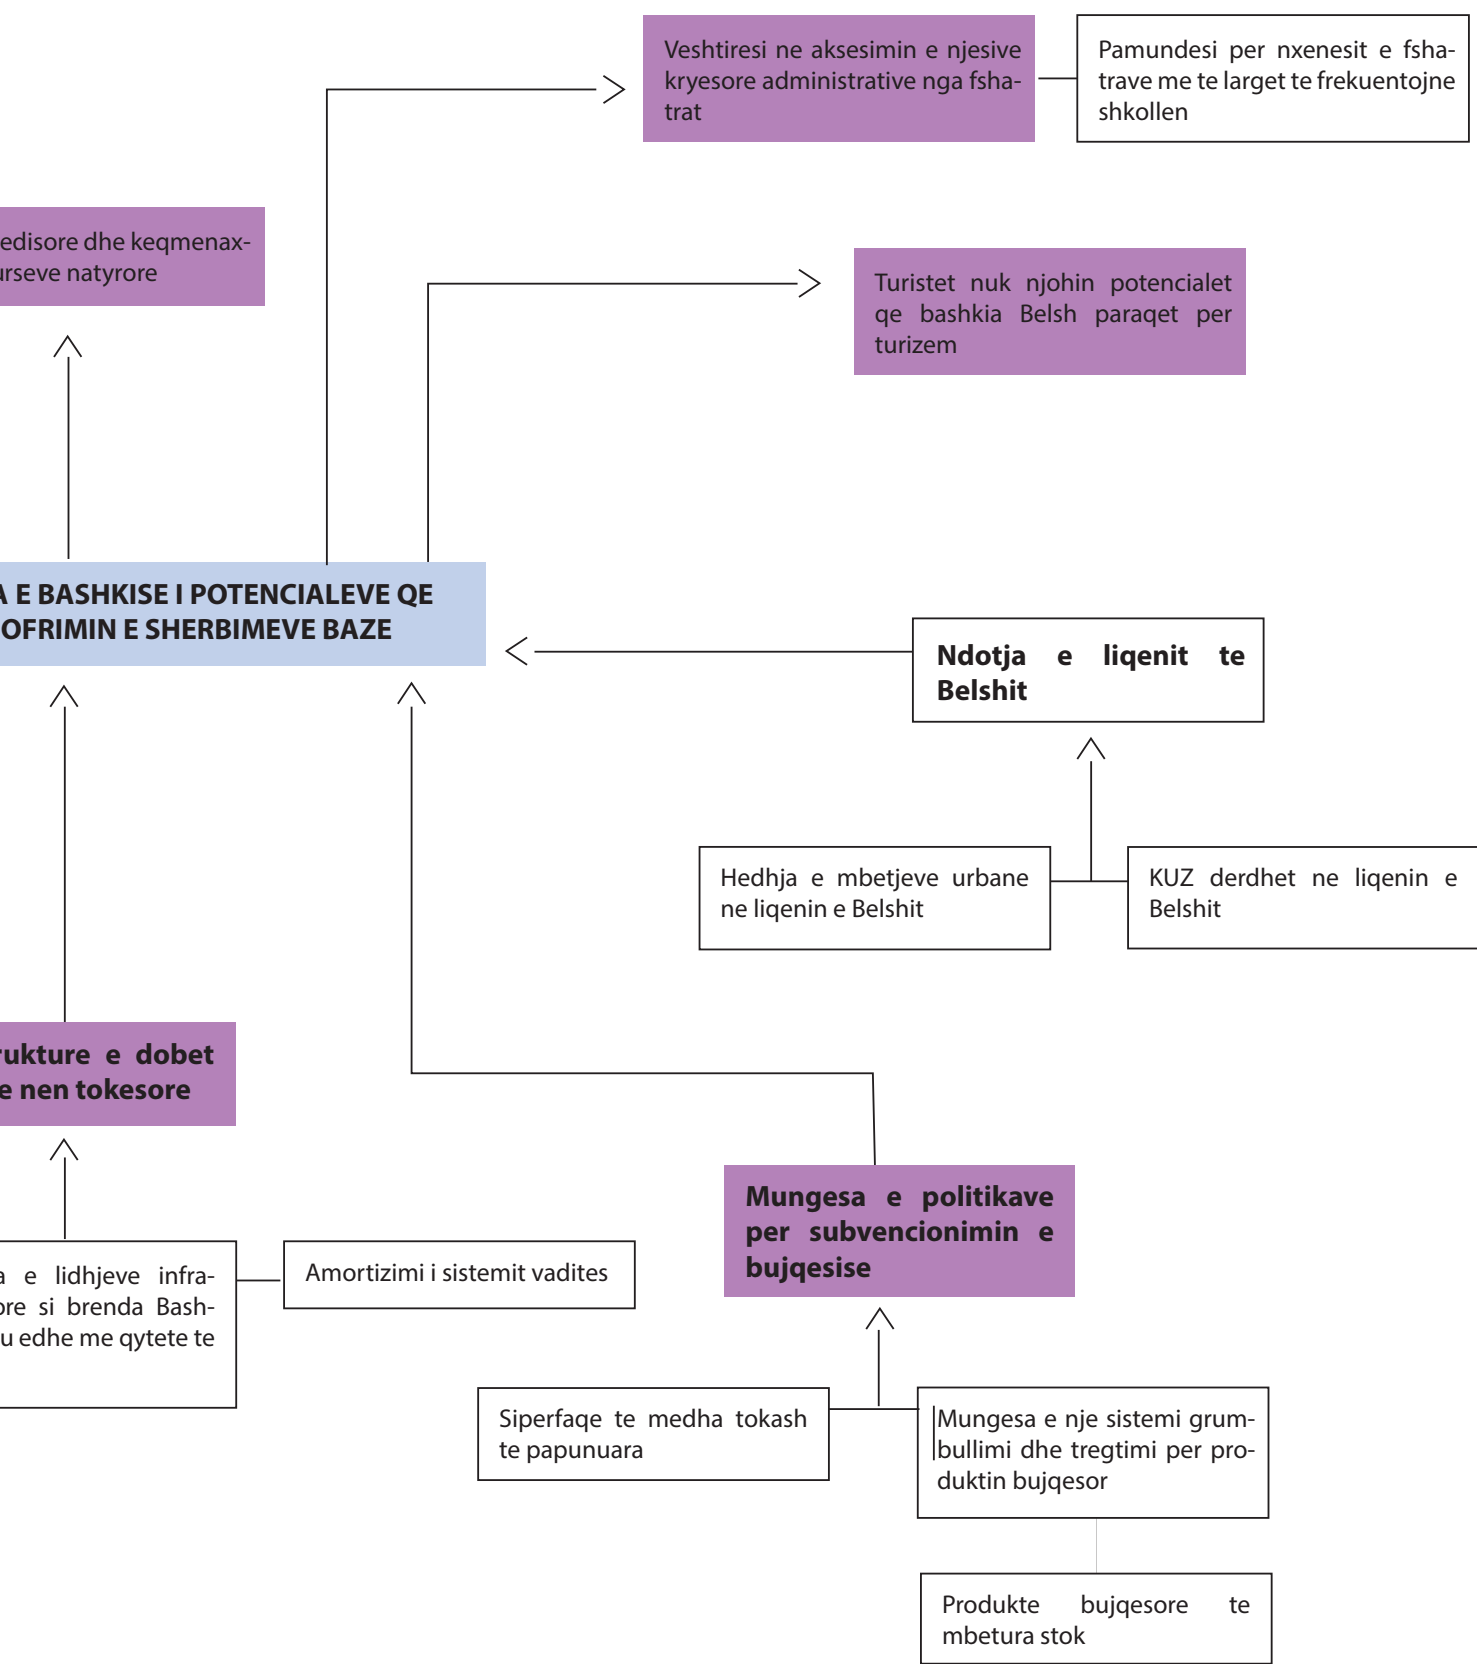 Veshtiresi ne aksesimin e njesive
kryesore administrative nga fsha-
trat
Pamundesi per nxenesit e fsha-
trave me te larget te frekuentojne
shkollen
edisore dhe keqmenax-
urseve natyrore
Turistet nuk njohin potencialet
qe bashkia Belsh paraqet per
turizem
A E BASHKISE I POTENCIALEVE QE
OFRIMIN E SHERBIMEVE BAZE
Ndotja e liqenit te
Belshit
Hedhja e mbetjeve urbane
ne liqenin e Belshit
KUZ derdhet ne liqenin e
Belshit
rukture e dobet
e nen tokesore
Mungesa e politikave
per subvencionimin e
bujqesise
a e lidhjeve infra-
ore si brenda Bash-
u edhe me qytete te
Amortizimi i sistemit vadites
Siperfaqe te medha tokash
te papunuara
Mungesa e nje sistemi grum-
bullimi dhe tregtimi per pro-
duktin bujqesor
Produkte bujqesore te
mbetura stok